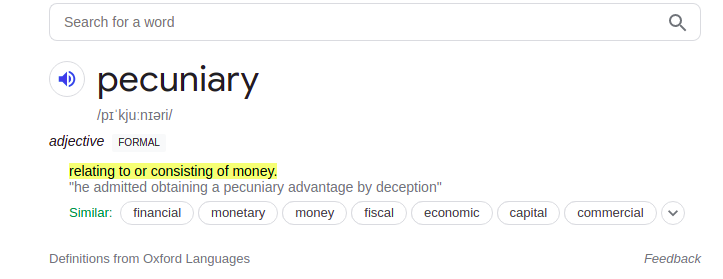 Search for a word
pecuniary
/pɪˈkjuːnɪəri/
adjective FORMAL
relating to or consisting of money.
"he admitted obtaining a pecuniary advantage by deception"
Similar: financial monetary money fiscal economic capital commercial
Definitions from Oxford Languages Feedback